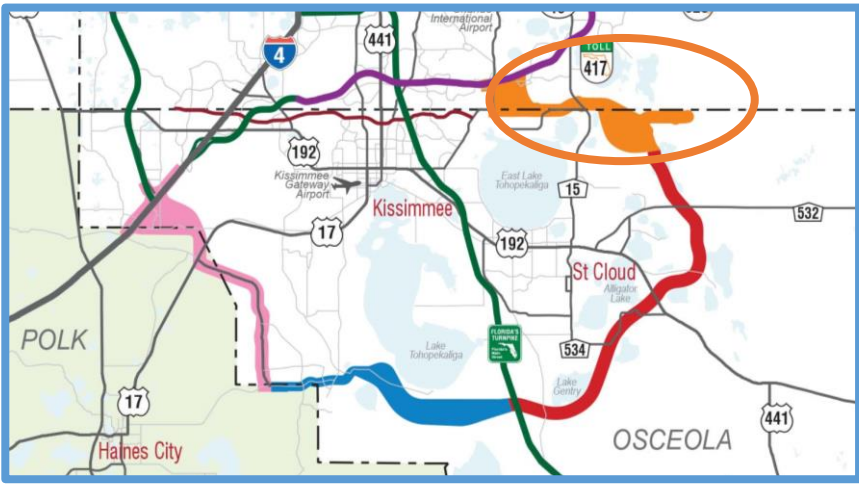 International
Airport
441
4
TOLL
417
192
Kissimmee
Gateway
Airport
East Lake
Tohopekaliga
15
Kissimmee
532
17
192
St Cloud
Alligator
Lake
POLK
FLORIDA'S
TURNPIKE
Lake
Tohopekaliga
534
Lake
Gentry
17
441
OSCEOLA
Haines City